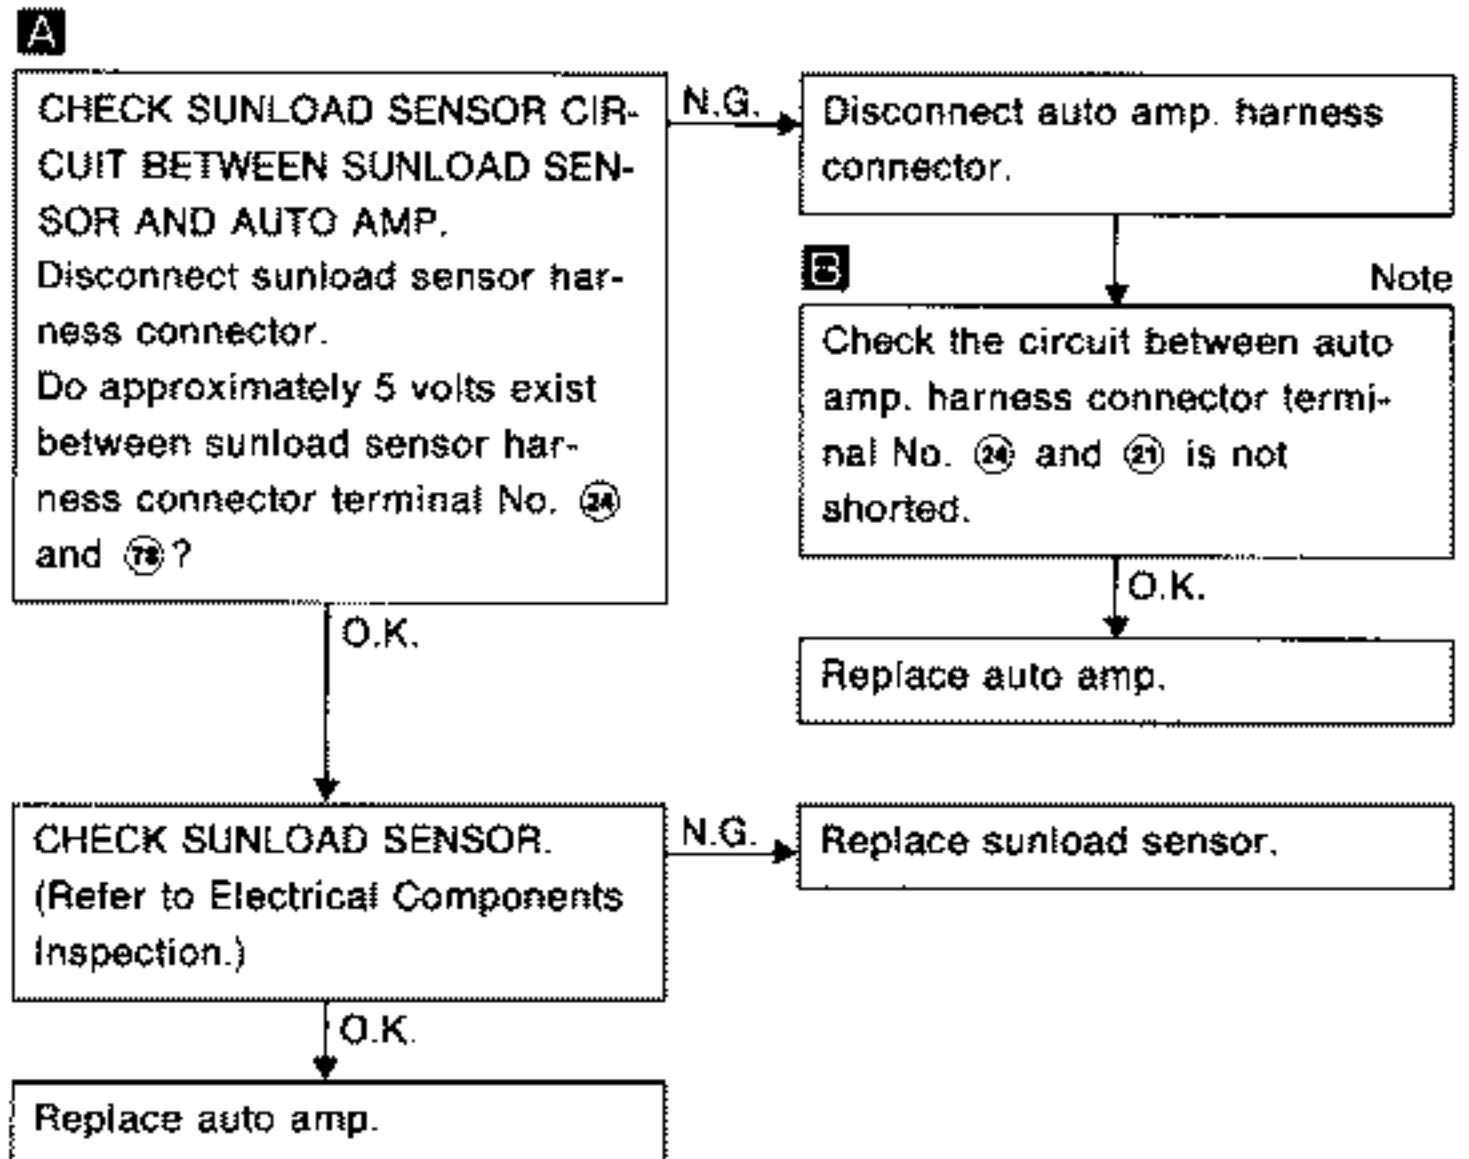 A
CHECK SUNLOAD SENSOR CIR-
CUIT BETWEEN SUNLOAD SEN-
SOR AND AUTO AMP.
Disconnect sunload sensor har-
ness connector.
Do approximately 5 volts exist
between sunload sensor har-
ness connector terminal No. 24
and 78?
N.G.
Disconnect auto amp. harness
connector.
B
Note
Check the circuit between auto
amp. harness connector termi-
nal No. 24 and 21 is not
shorted.
O.K.
Replace auto amp.
O.K.
CHECK SUNLOAD SENSOR.
(Refer to Electrical Components
Inspection.)
N.G.
Replace sunload sensor.
O.K.
Replace auto amp.